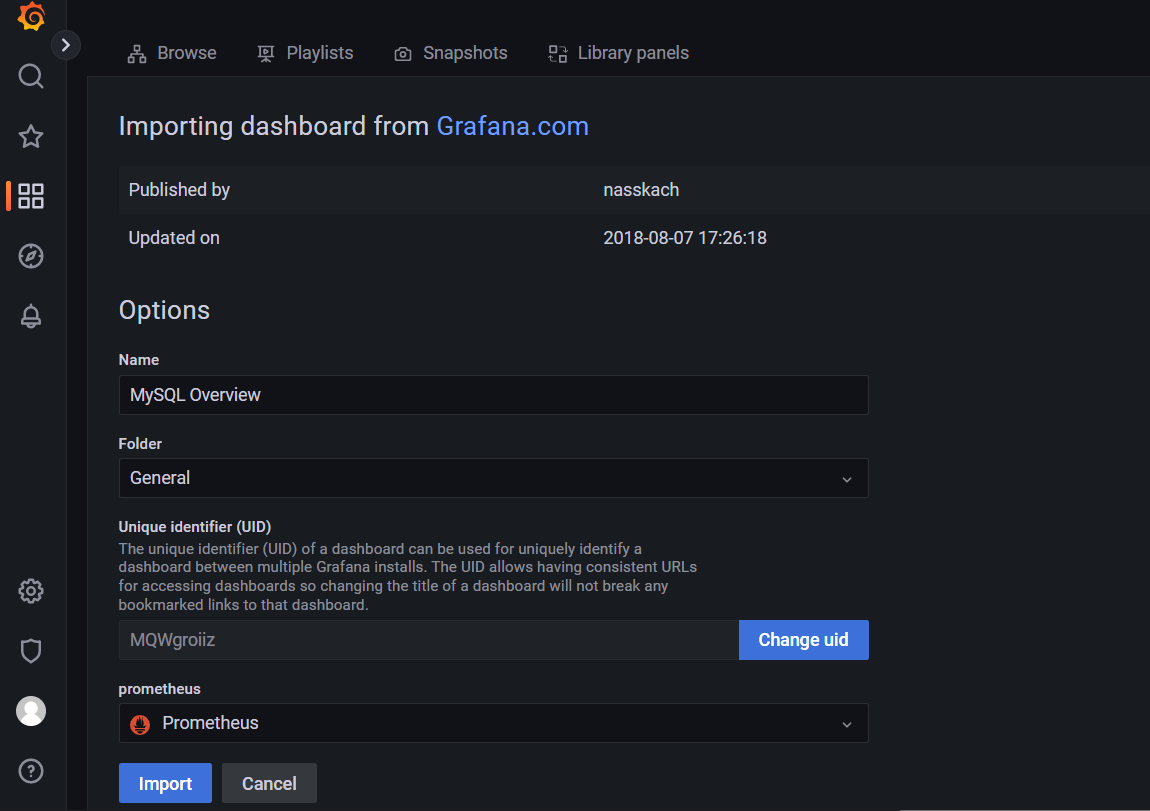 Browse Playlists Snapshots Library panels
Importing dashboard from Grafana.com
Published by nasskach
Updated on 2018-08-07 17:26:18
Options
Name
MySQL Overview
Folder
General
Unique identifier (UID)
The unique identifier (UID) of a dashboard can be used for uniquely identify a
dashboard between multiple Grafana installs. The UID allows having consistent URLs
for accessing dashboards so changing the title of a dashboard will not break any
bookmarked links to that dashboard.
MQWgroiiz Change uid
prometheus
Prometheus
Import Cancel